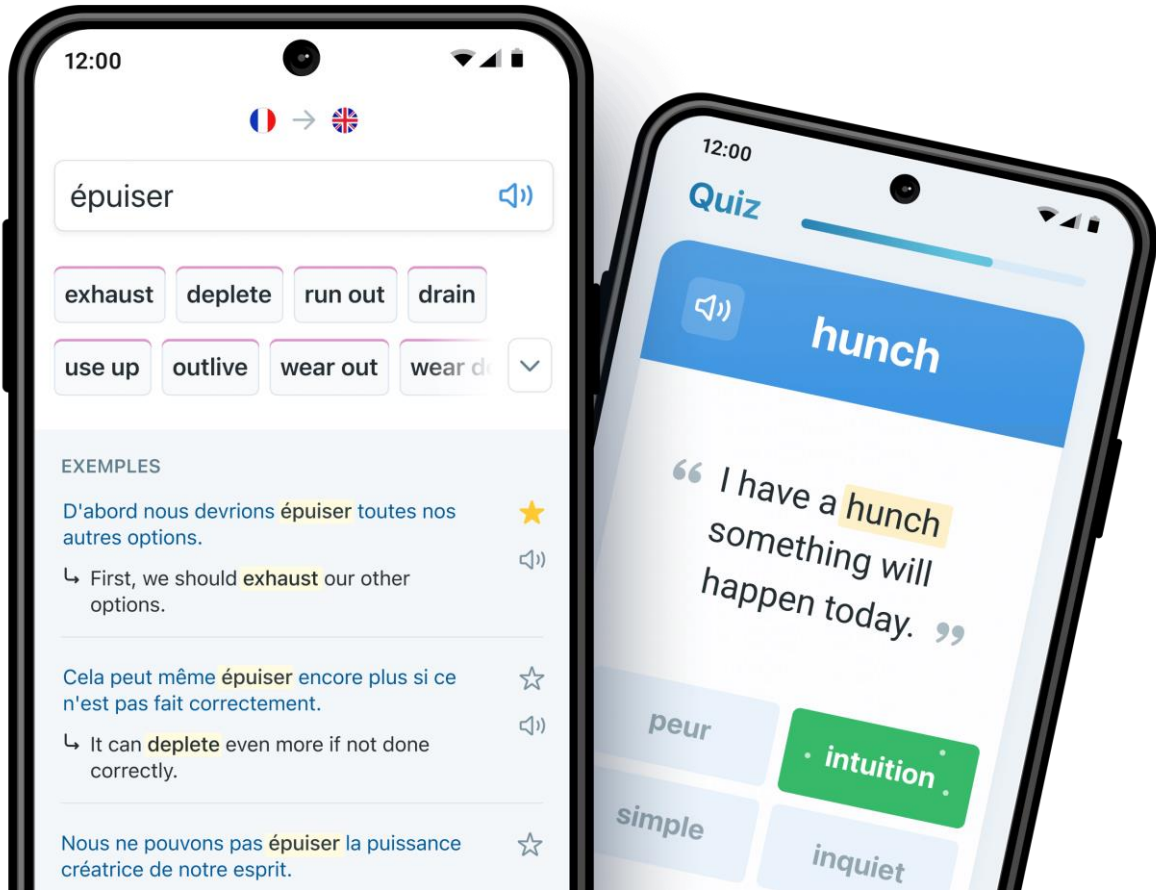 12:00
épuiser
exhaust deplete run out drain
use up outlive wear out wear
EXEMPLES
D'abord nous devrions épuiser toutes nos
autres options.
First, we should exhaust our other
options.
Cela peut même épuiser encore plus si ce
n'est pas fait correctement.
It can deplete even more if not done
correctly.
Nous ne pouvons pas épuiser la puissance
créatrice de notre esprit.
12:00
Quiz
hunch
“ I have a hunch
something will
happen today. ”
peur intuition
simple inquiet